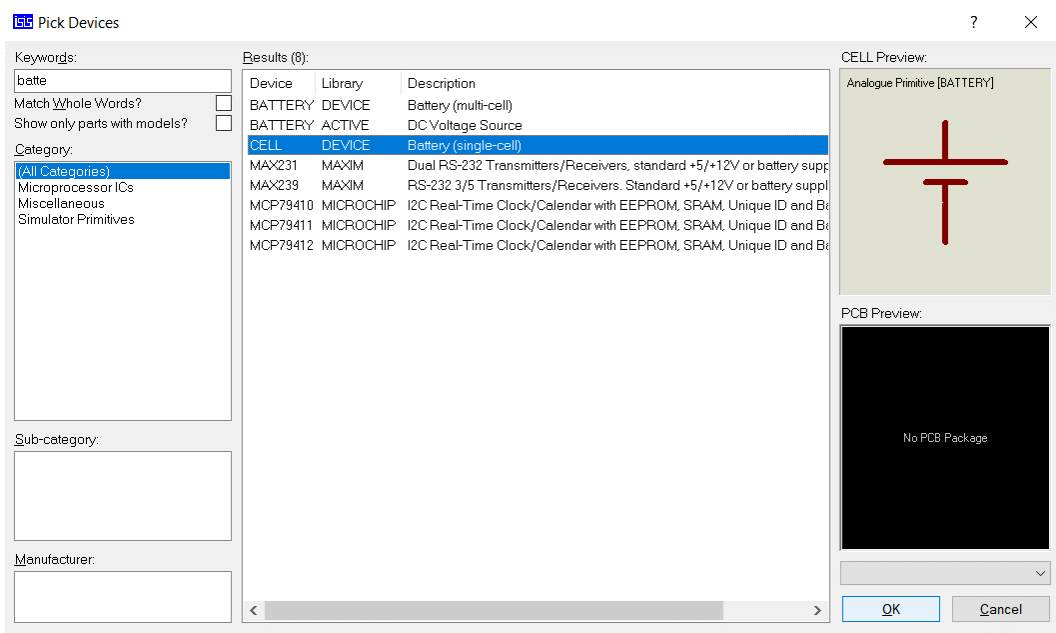 ISIS Pick Devices ?
Keywords:
batte
Match Whole Words?
Show only parts with models?
Category:
(All Categories)
Microprocessor ICs
Miscellaneous
Simulator Primitives
Sub-category:
Manufacturer:
Results (8):
Device Library Description
BATTERY DEVICE Battery (multi-cell)
BATTERY ACTIVE DC Voltage Source
CELL DEVICE Battery (single-cell)
MAX231 MAXIM Dual RS-232 Transmitters/Receivers, standard +5/+12V or battery supp
MAX239 MAXIM RS-232 3/5 Transmitters/Receivers. Standard +5/+12V or battery suppl
MCP79410 MICROCHIP I2C Real-Time Clock/Calendar with EEPROM, SRAM, Unique ID and Ba
MCP79411 MICROCHIP I2C Real-Time Clock/Calendar with EEPROM, SRAM, Unique ID and Ba
MCP79412 MICROCHIP I2C Real-Time Clock/Calendar with EEPROM, SRAM, Unique ID and Ba
CELL Preview:
Analogue Primitive [BATTERY]
PCB Preview:
No PCB Package
OK Cancel